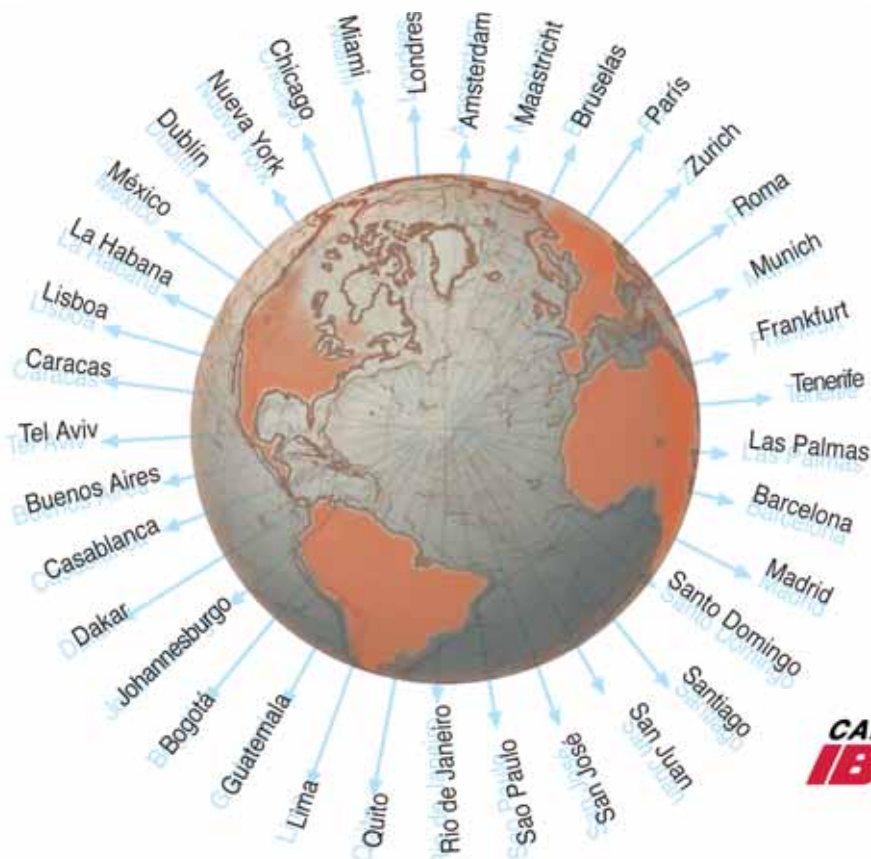 Londres
Amsterdam
Maastricht
Bruselas
París
Zurich
Roma
Munich
Frankfurt
Tenerife
Las Palmas
Barcelona
Madrid
Santo Domingo
Santiago
San Juan
San José
Sao Paulo
Rio de Janeiro
Quito
Lima
Guatemala
Bogotá
Johannesburgo
Dakar
Casablanca
Buenos Aires
Tel Aviv
Caracas
Lisboa
La Habana
México
Dublín
Nueva York
Chicago
Miami
CA
IB